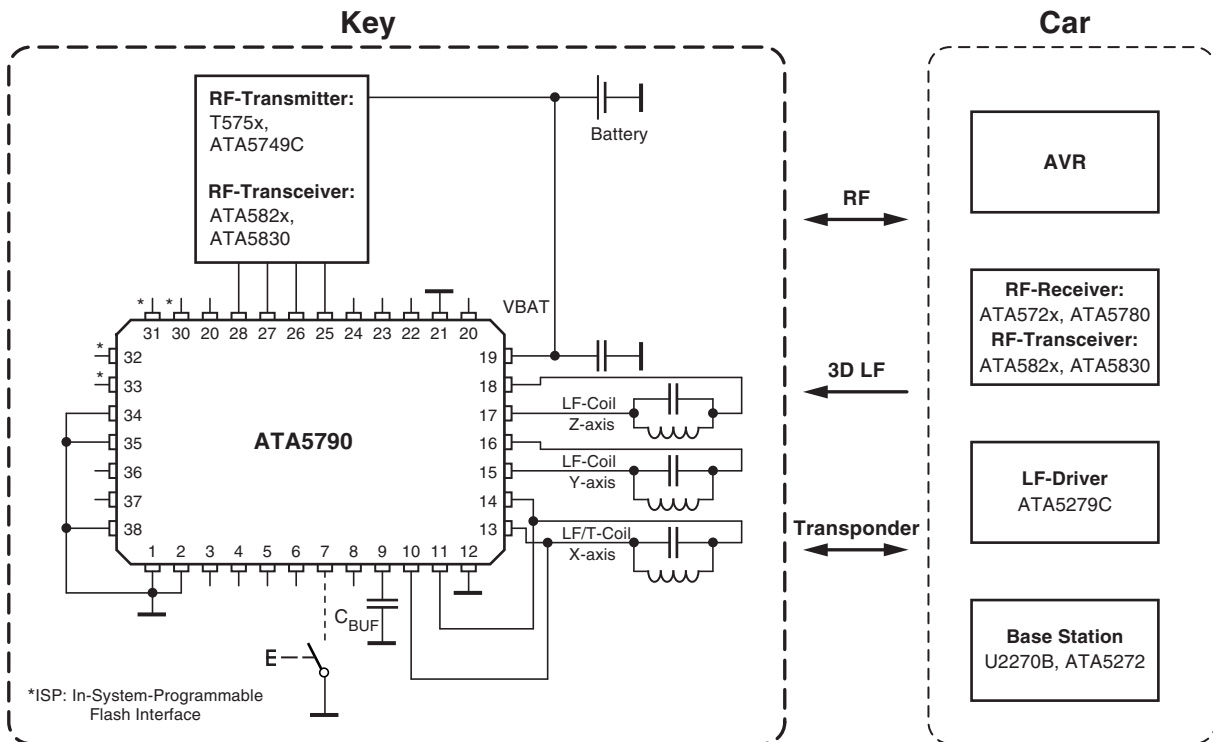 Key
Car
RF-Transmitter:
T575x,
ATA5749C
RF-Transceiver:
ATA582x,
ATA5830
Battery
VBAT
* *
31 30 20 28 27 26 25 24 23 22 21 20
* 32
* 33
34
35
36
37
38
19
18
17
16
15
14
13
ATA5790
1 2 3 4 5 6 7 8 9 10 11 12
LF-Coil
Z-axis
LF-Coil
Y-axis
LF/T-Coil
X-axis
CBUF
E
*ISP: In-System-Programmable
Flash Interface
RF
3D LF
Transponder
AVR
RF-Receiver:
ATA572x, ATA5780
RF-Transceiver:
ATA582x, ATA5830
LF-Driver
ATA5279C
Base Station
U2270B, ATA5272